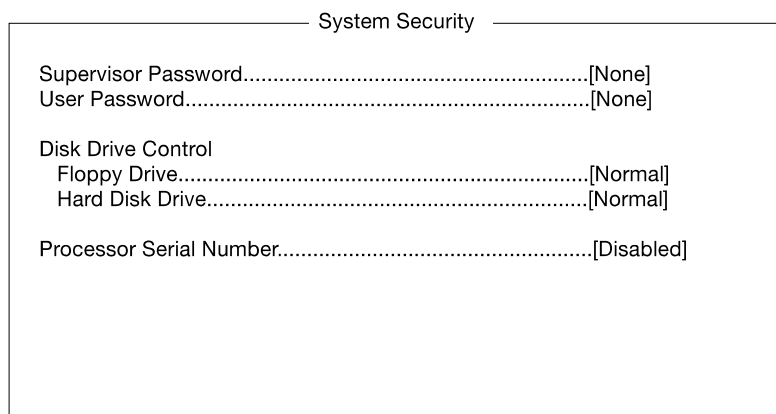 System Security
Supervisor Password..........................................................[None]
User Password....................................................................[None]
Disk Drive Control
Floppy Drive.....................................................................[Normal]
Hard Disk Drive................................................................[Normal]
Processor Serial Number.....................................................[Disabled]